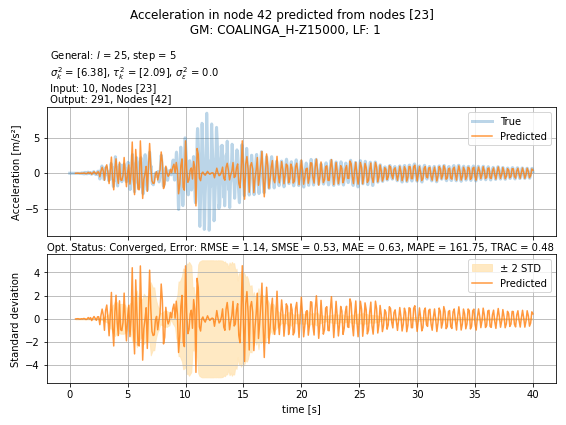 Acceleration in node 42 predicted from nodes [23]
GM: COALINGA_H-Z15000, LF: 1
General: l = 25, step = 5
σ²ₖ = [6.38], τ²ₖ = [2.09], σ²ε = 0.0
Input: 10, Nodes [23]
Output: 291, Nodes [42]
True
Predicted
5
0
−5
Acceleration [m/s²]
Opt. Status: Converged, Error: RMSE = 1.14, SMSE = 0.53, MAE = 0.63, MAPE = 161.75, TRAC = 0.48
± 2 STD
Predicted
4
2
0
−2
−4
Standard deviation
0 5 10 15 20 25 30 35 40
time [s]